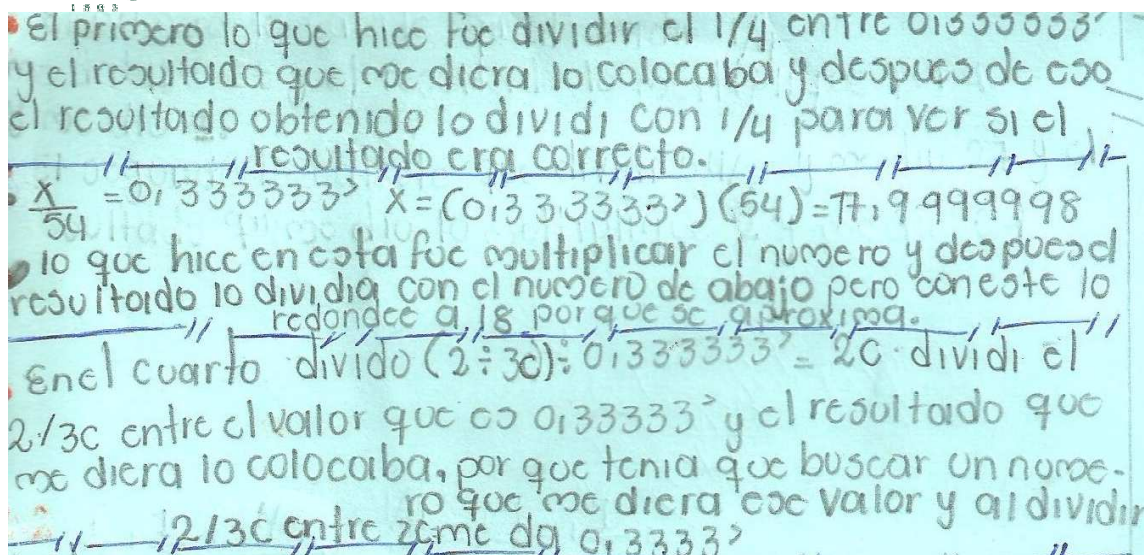 1893
El primero lo que hice fue dividir el 1/4 entre 0,333333'
y el resultado que me diera lo colocaba y despues de eso
el resultado obtenido lo dividi con 1/4 para ver si el
resultado era correcto.
x/54 = 0,333333' x=(0,333333')(54)=17,9999998
lo que hice en esta fue multiplicar el numero y despues el
resultado lo dividia con el numero de abajo pero con este lo
redondee a 18 porque se aproxima.
En el cuarto divido (2÷3c)÷0,333333'=2c dividi el
2/3c entre el valor que es 0,33333' y el resultado que
me diera lo colocaba, por que tenia que buscar un nume-
ro que me diera ese valor y al dividir
2/3c entre 2c me da 0,3333'